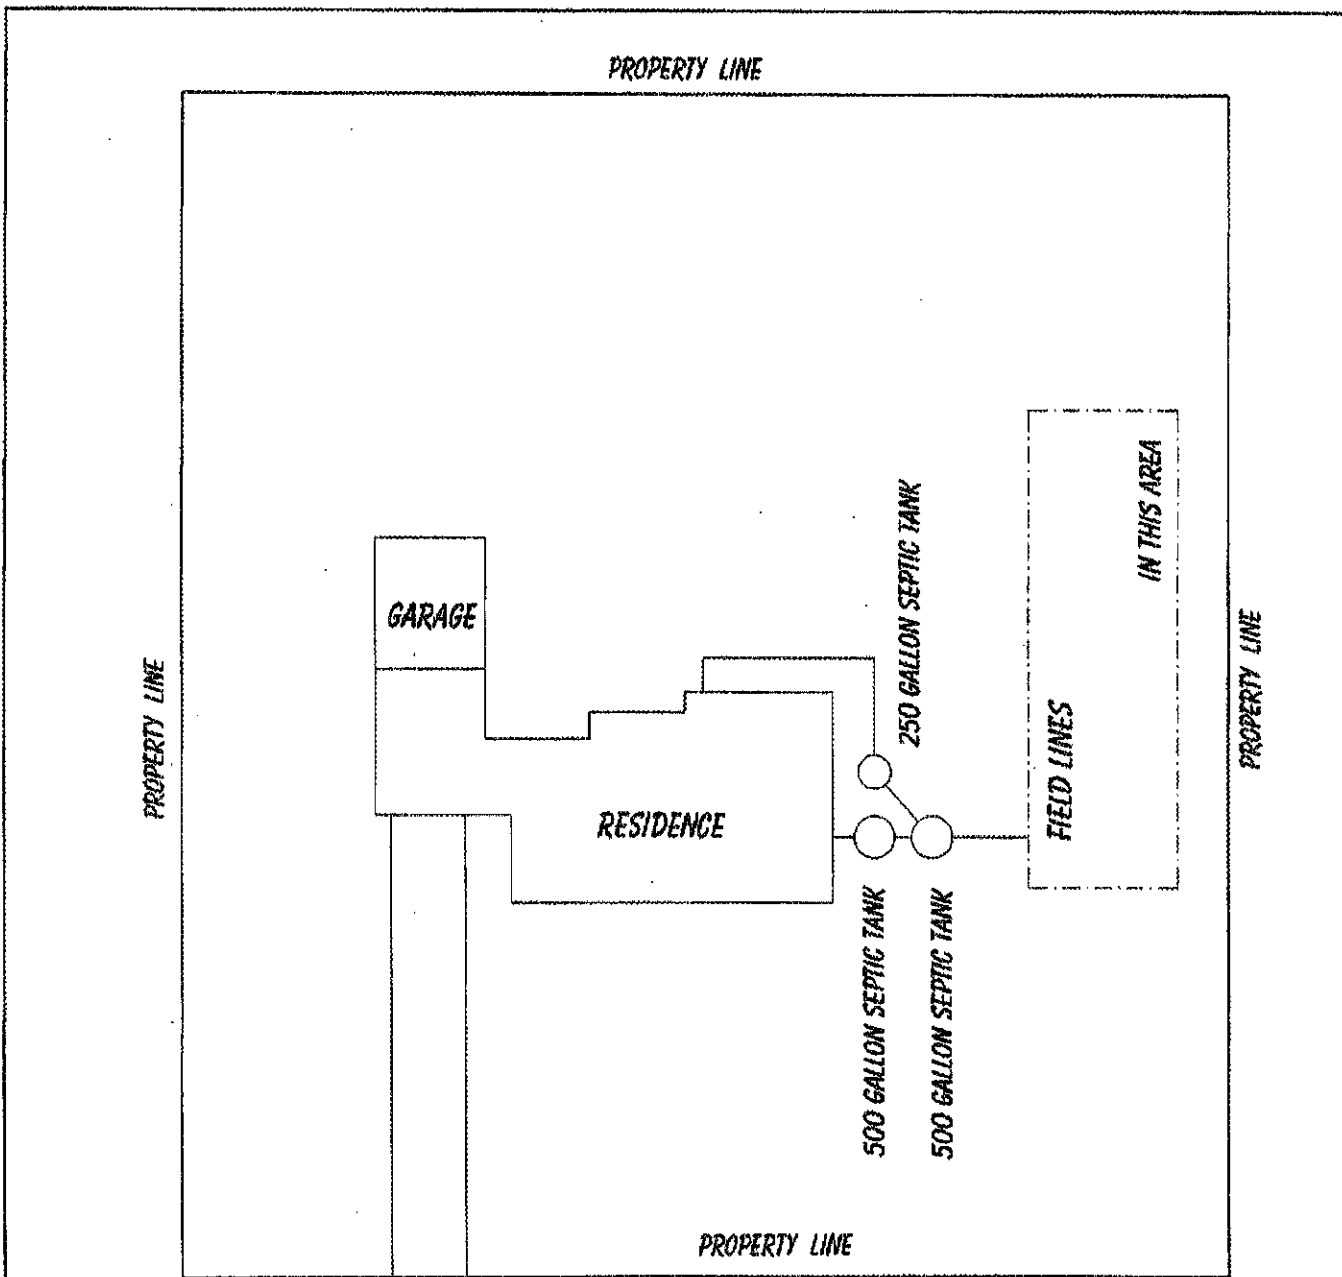 PROPERTY LINE
IN THIS AREA
250 GALLON SEPTIC TANK
GARAGE
PROPERTY LINE
PROPERTY LINE
FIELD LINES
RESIDENCE
500 GALLON SEPTIC TANK
500 GALLON SEPTIC TANK
PROPERTY LINE